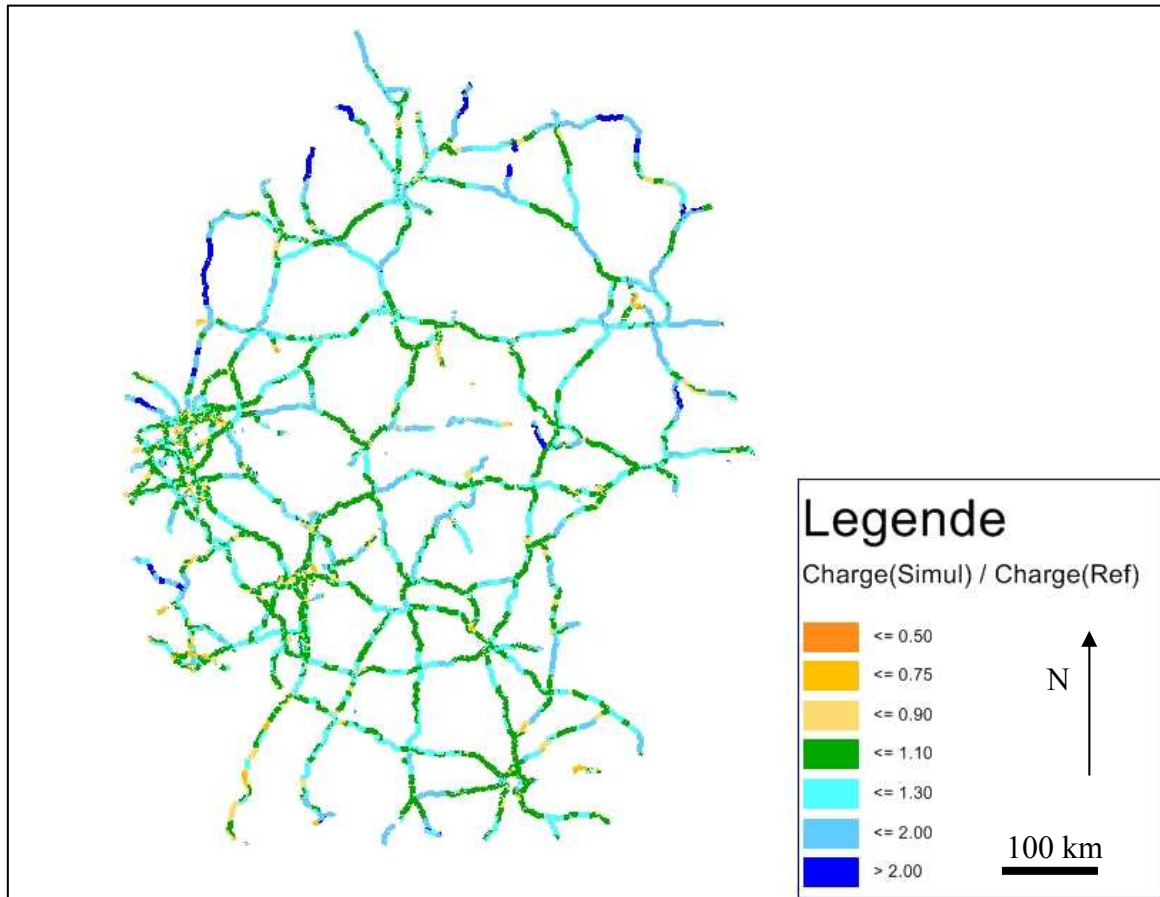 Legende
Charge(Simul) / Charge(Ref)
<= 0.50
<= 0.75
<= 0.90
<= 1.10
<= 1.30
<= 2.00
> 2.00
N
100 km